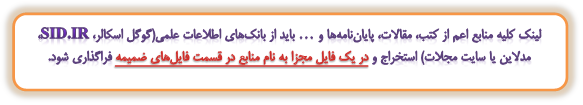 لینک کلیه منابع اعم از کتب، مقالات، پایان‌نامه‌ها و ... باید از بانک‌های اطلاعات علمی(گوگل اسکالر، SID.IR،
مدلاین یا سایت مجلات) استخراج و در یک فایل مجزا به نام منابع در قسمت فایل‌های ضمیمه فراگذاری شود.